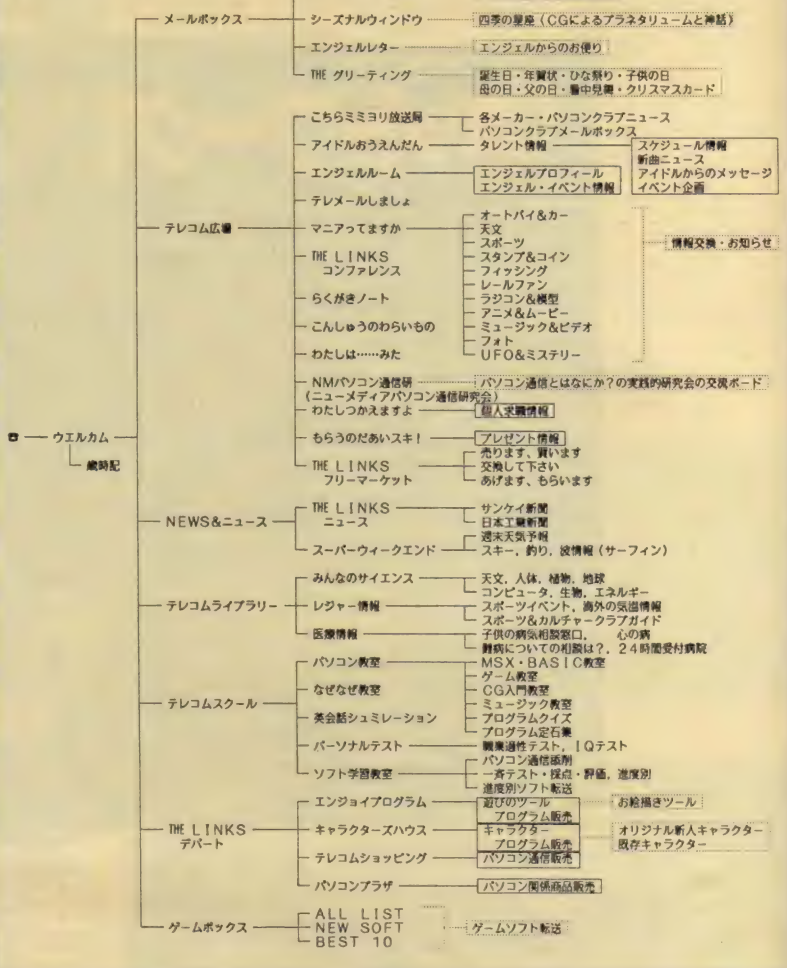 メールボックス
シーズナルウィンドウ
四季の星座（CGによるプラネタリュームと神話）
エンジェルレター
エンジェルからのお便り
THE グリーティング
誕生日・年賀状・ひな祭り・子供の日
母の日・父の日・暑中見舞・クリスマスカード
テレコム広場
こちらミミヨリ放送局
各メーカー・パソコンクラブニュース
パソコンクラブメールボックス
アイドルおうえんだん
タレント情報
スケジュール情報
新曲ニュース
アイドルからのメッセージ
イベント企画
エンジェルルーム
エンジェルプロフィール
エンジェル・イベント情報
テレメールしましょ
マニアってますか
オートバイ&カー
天文
スポーツ
スタンプ&コイン
フィッシング
レールファン
ラジコン&模型
アニメ&ムービー
ミュージック&ビデオ
フォト
UFO&ミステリー
情報交換・お知らせ
THE LINKS
コンファレンス
らくがきノート
こんしゅうのわらいもの
わたしは……みた
NMパソコン通信研
（ニューメディアパソコン通信研究会）
パソコン通信とはなにか？の実践的研究会の交流ボード
わたしつかえますよ
個人求職情報
もらうのだあいスキ！
プレゼント情報
THE LINKS
フリーマーケット
売ります、買います
交換して下さい
あげます、もらいます
ウエルカム
歳時記
NEWS&ニュース
THE LINKS
ニュース
サンケイ新聞
日本工業新聞
スーパーウィークエンド
週末天気予報
スキー，釣り，波情報（サーフィン）
テレコムライブラリー
みんなのサイエンス
天文，人体，植物，地球
コンピュータ，生物，エネルギー
レジャー情報
スポーツイベント，海外の気温情報
スポーツ&カルチャークラブガイド
医療情報
子供の病気相談窓口， 心の病
難病についての相談は？，24時間受付病院
テレコムスクール
パソコン教室
MSX・BASIC教室
ゲーム教室
CG入門教室
ミュージック教室
プログラムクイズ
プログラム定石集
なぜなぜ教室
英会話シュミレーション
パーソナルテスト
職業適性テスト，IQテスト
ソフト学習教室
パソコン通信添削
一斉テスト・採点・評価，進度別
進度別ソフト転送
THE LINKS
デパート
エンジョイプログラム
遊びのツール
プログラム販売
お絵描きツール
キャラクターズハウス
キャラクター
プログラム販売
オリジナル新人キャラクター
既存キャラクター
テレコムショッピング
パソコン通信販売
パソコンプラザ
パソコン関係商品販売
ゲームボックス
ALL LIST
NEW SOFT
BEST 10
ゲームソフト転送